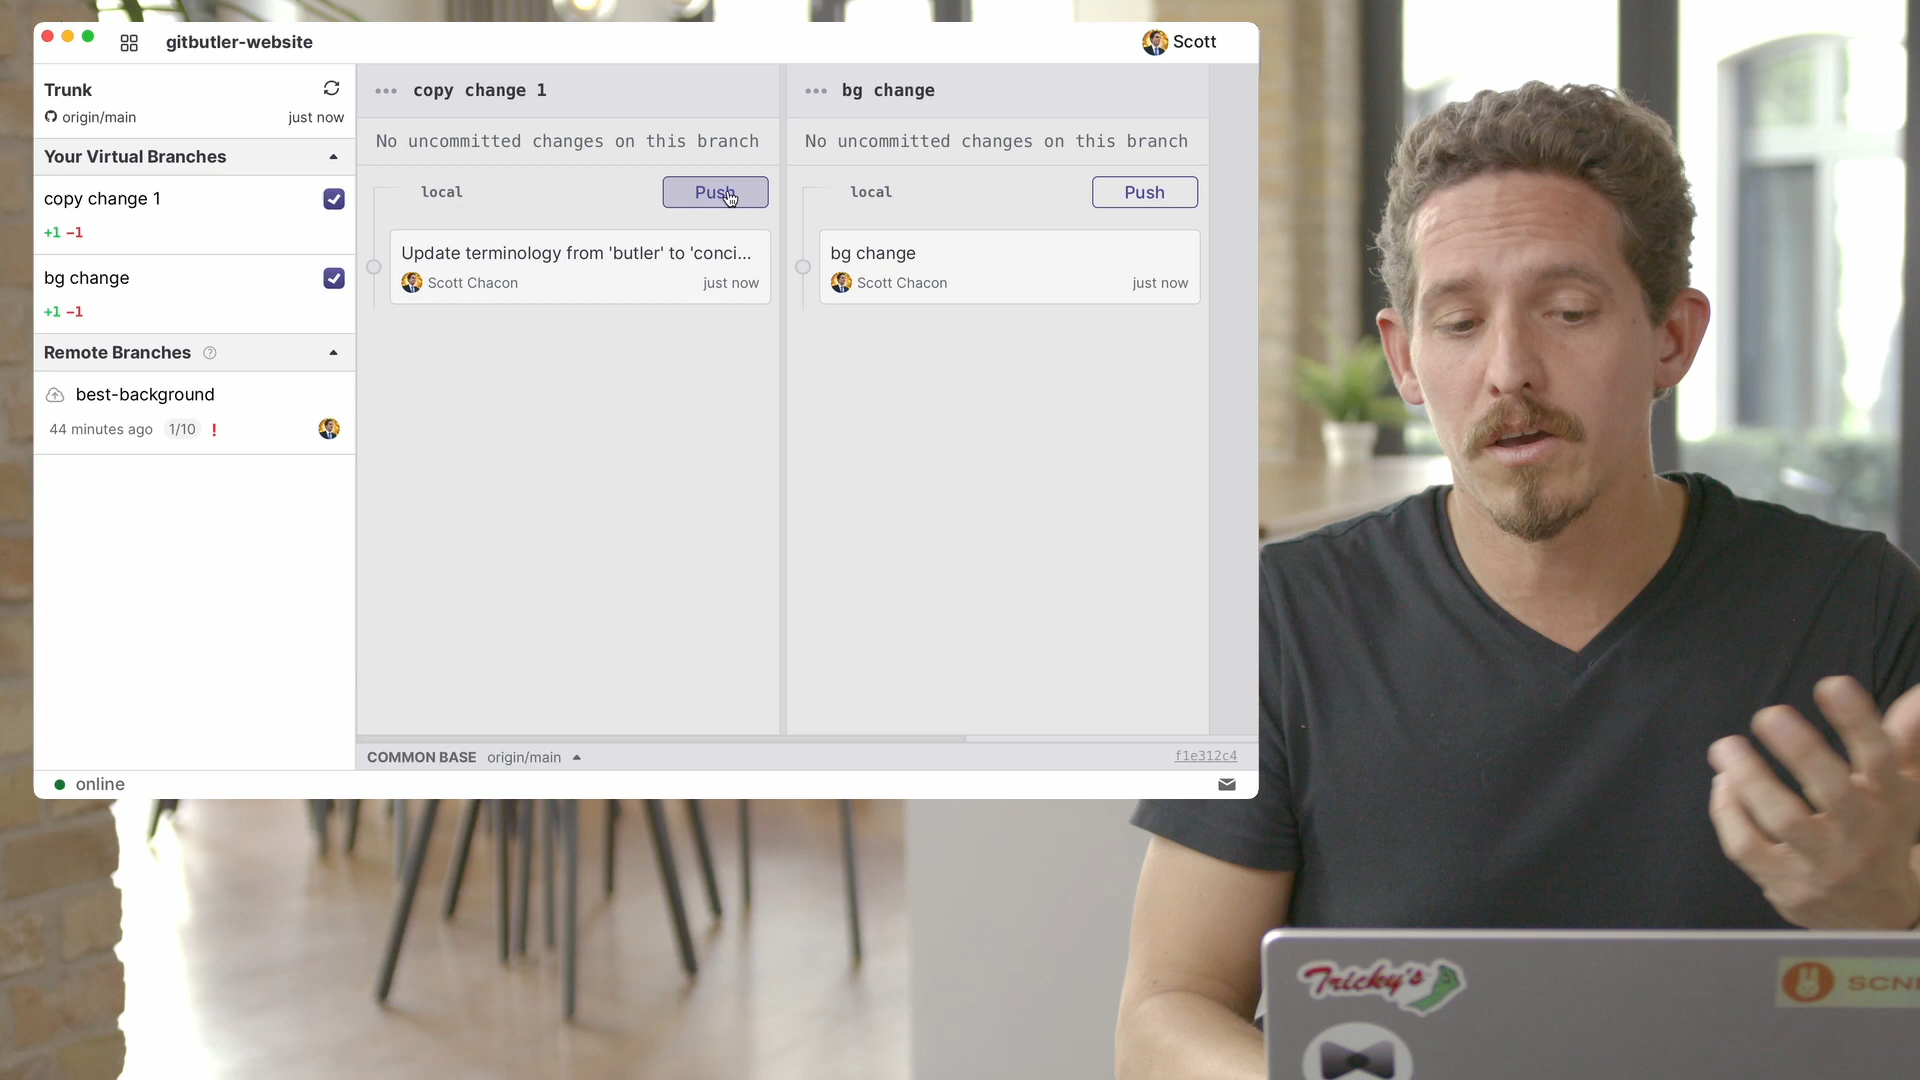 gitbutler-website
Scott
Trunk
origin/main
just now
Your Virtual Branches
copy change 1
+1 −1
bg change
+1 −1
Remote Branches
?
best-background
44 minutes ago 1/10 !
copy change 1
No uncommitted changes on this branch
local
Push
Update terminology from 'butler' to 'conci...
Scott Chacon
just now
bg change
No uncommitted changes on this branch
local
Push
bg change
Scott Chacon
just now
COMMON BASE origin/main
f1e312c4
online
Tricky's
SCN